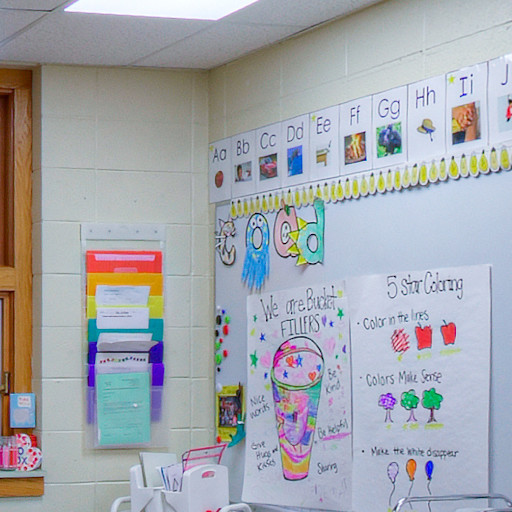 Aa Bb Cc Dd Ee Ff Gg Hh Ii J
We are Bucket
FILLERS
Be
Kind
Nice
Words
Be Helpful
Give
Hugs &
Kisses
Sharing
5 star Coloring
· Color in the lines
· Colors Make Sense
· Make the White disappear